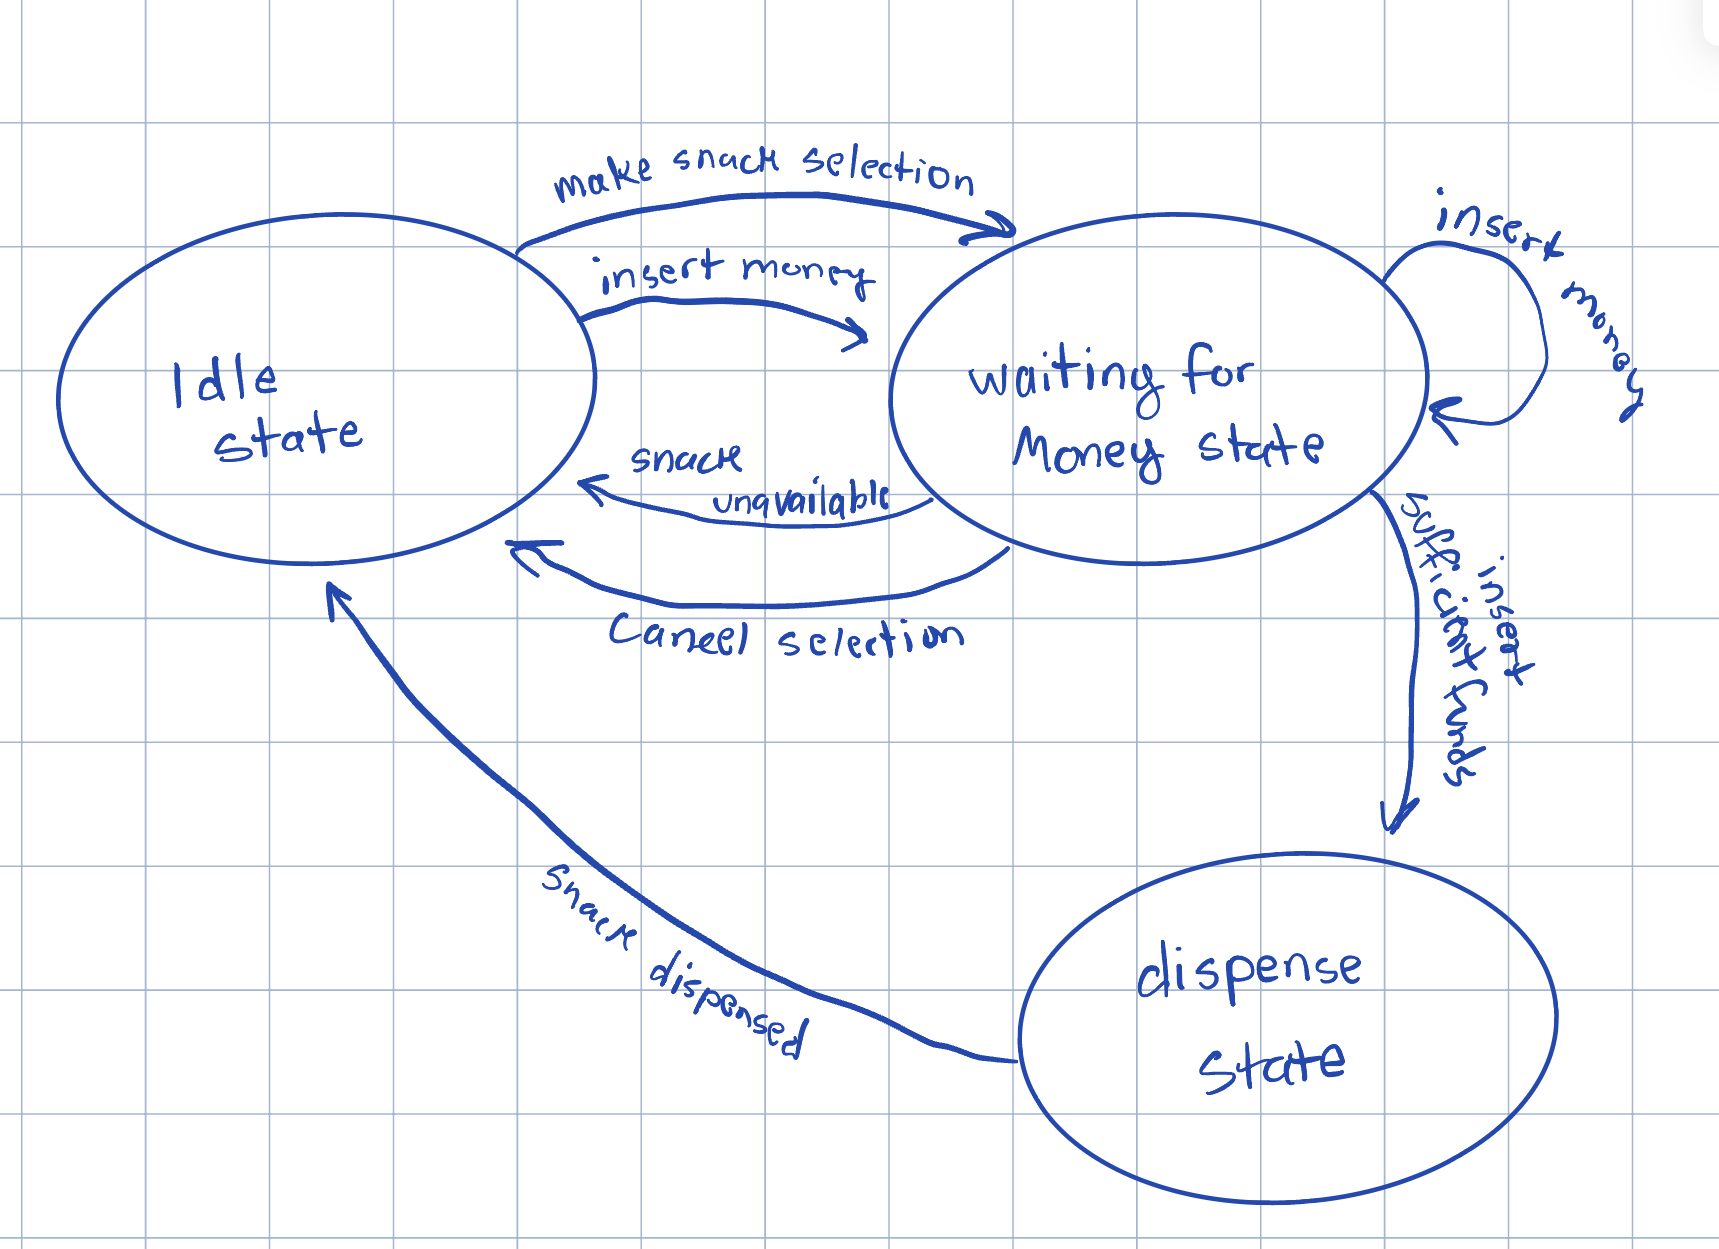 make snack selection
insert money
insert money
Idle
state
waiting for
Money state
snack
unavailable
Cancel selection
insert
sufficient funds
snack dispensed
dispense
state